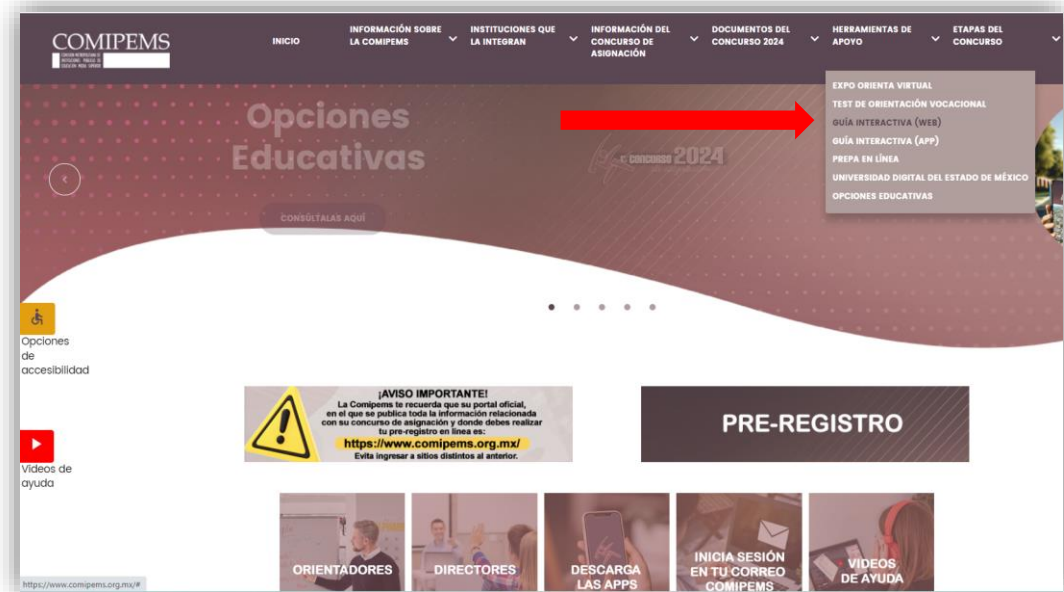 COMIPEMS
INICIO
INFORMACIÓN SOBRE
LA COMIPEMS
INSTITUCIONES QUE
LA INTEGRAN
INFORMACIÓN DEL
CONCURSO DE
ASIGNACIÓN
DOCUMENTOS DEL
CONCURSO 2024
HERRAMIENTAS DE
APOYO
ETAPAS DEL
CONCURSO
EXPO ORIENTA VIRTUAL
TEST DE ORIENTACIÓN VOCACIONAL
GUÍA INTERACTIVA (WEB)
GUÍA INTERACTIVA (APP)
PREPA EN LÍNEA
UNIVERSIDAD DIGITAL DEL ESTADO DE MÉXICO
OPCIONES EDUCATIVAS
Opciones
Educativas
CONCURSO 2024
CONSÚLTALAS AQUÍ
Opciones
de
accesibilidad
¡AVISO IMPORTANTE!
La Comipems te recuerda que su portal oficial,
en el que se publica toda la información relacionada
con su concurso de asignación y donde debes realizar
tu pre-registro en línea es:
https://www.comipems.org.mx/
Evita ingresar a sitios distintos al anterior.
PRE-REGISTRO
Videos de
ayuda
ORIENTADORES
DIRECTORES
DESCARGA
LAS APPS
INICIA SESIÓN
EN TU CORREO
COMIPEMS
VIDEOS
DE AYUDA
https://www.comipems.org.mx/#